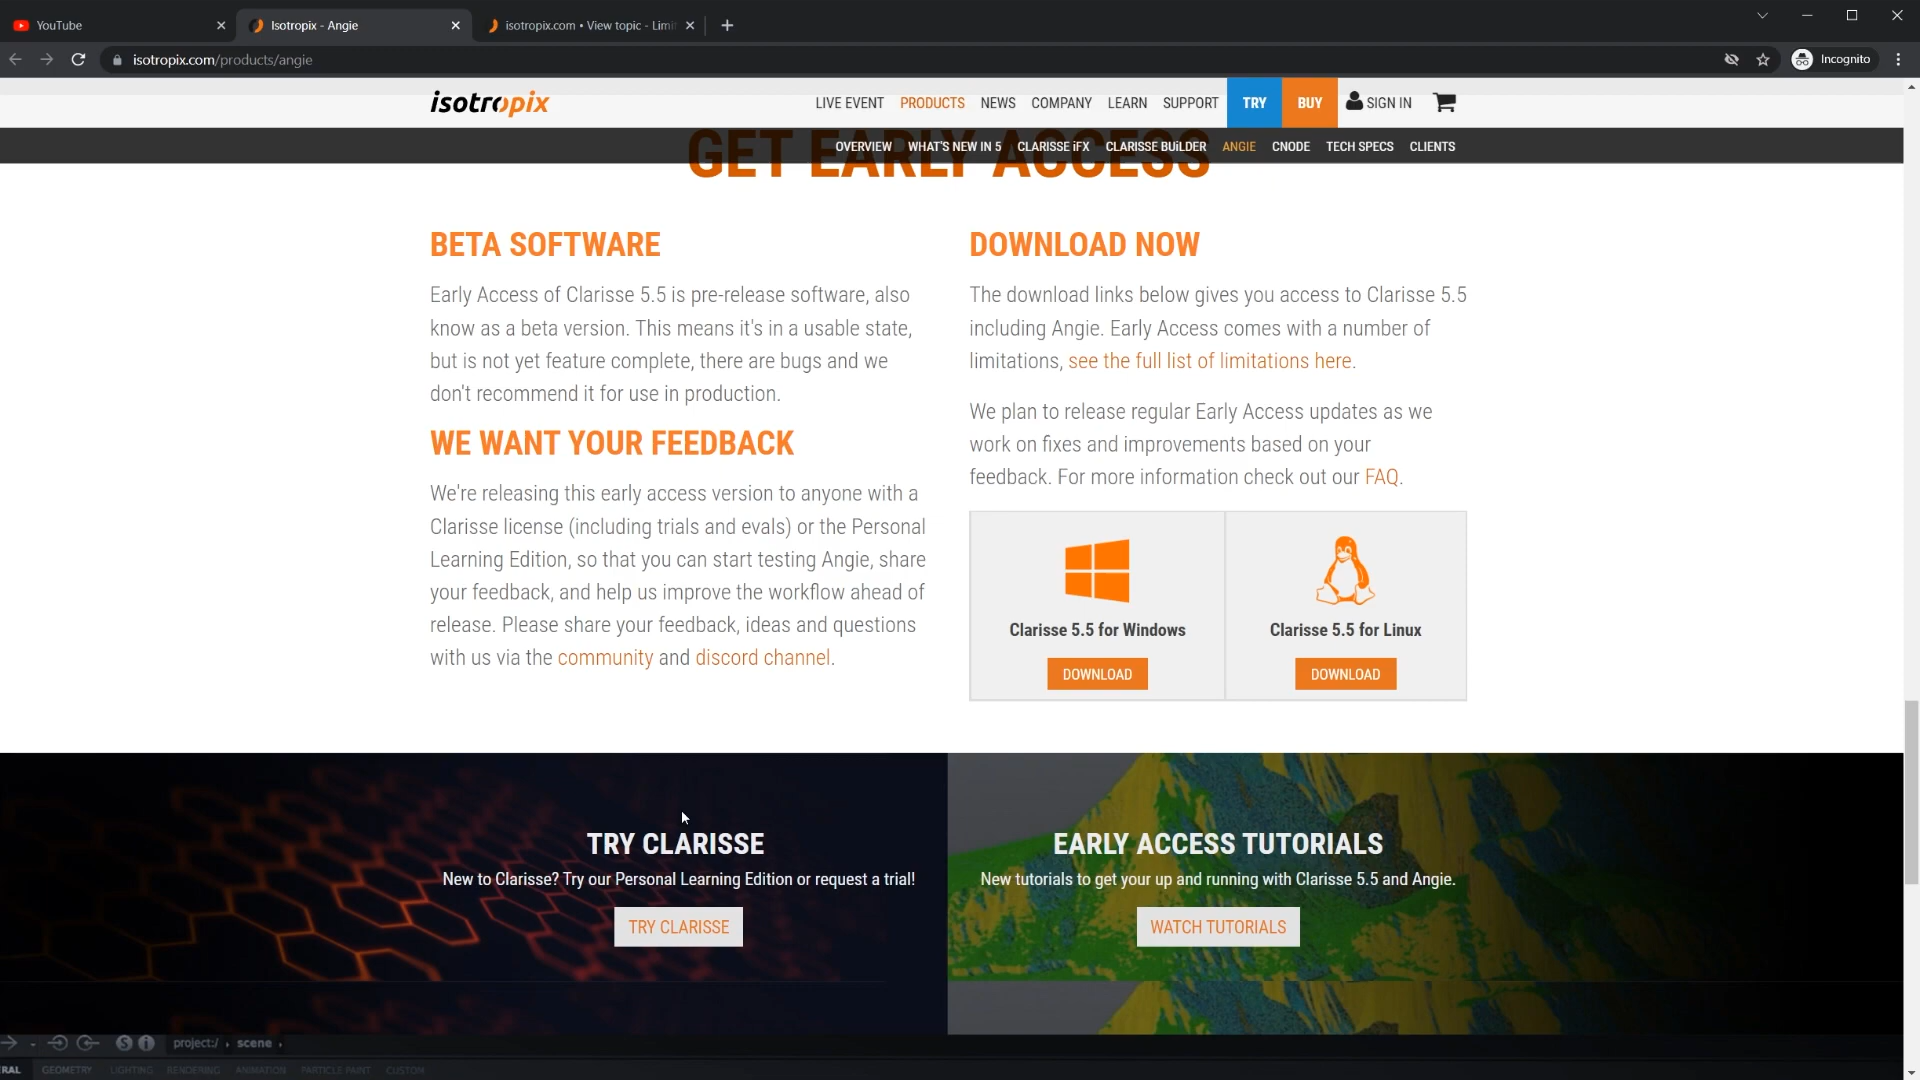 YouTube
Isotropix - Angie
isotropix.com • View topic - Limi
isotropix.com/products/angie
Incognito
isotropix
LIVE EVENT PRODUCTS NEWS COMPANY LEARN SUPPORT TRY BUY SIGN IN
GET EARLY ACCESS
OVERVIEW WHAT'S NEW IN 5 CLARISSE iFX CLARISSE BUiLDER ANGIE CNODE TECH SPECS CLIENTS
BETA SOFTWARE
Early Access of Clarisse 5.5 is pre-release software, also
know as a beta version. This means it's in a usable state,
but is not yet feature complete, there are bugs and we
don't recommend it for use in production.
WE WANT YOUR FEEDBACK
We're releasing this early access version to anyone with a
Clarisse license (including trials and evals) or the Personal
Learning Edition, so that you can start testing Angie, share
your feedback, and help us improve the workflow ahead of
release. Please share your feedback, ideas and questions
with us via the community and discord channel.
DOWNLOAD NOW
The download links below gives you access to Clarisse 5.5
including Angie. Early Access comes with a number of
limitations, see the full list of limitations here.
We plan to release regular Early Access updates as we
work on fixes and improvements based on your
feedback. For more information check out our FAQ.
Clarisse 5.5 for Windows
DOWNLOAD
Clarisse 5.5 for Linux
DOWNLOAD
TRY CLARISSE
New to Clarisse? Try our Personal Learning Edition or request a trial!
TRY CLARISSE
EARLY ACCESS TUTORIALS
New tutorials to get your up and running with Clarisse 5.5 and Angie.
WATCH TUTORIALS
project:/ scene
RAL GEOMETRY LIGHTING RENDERING ANIMATION PARTICLE PAINT CUSTOM